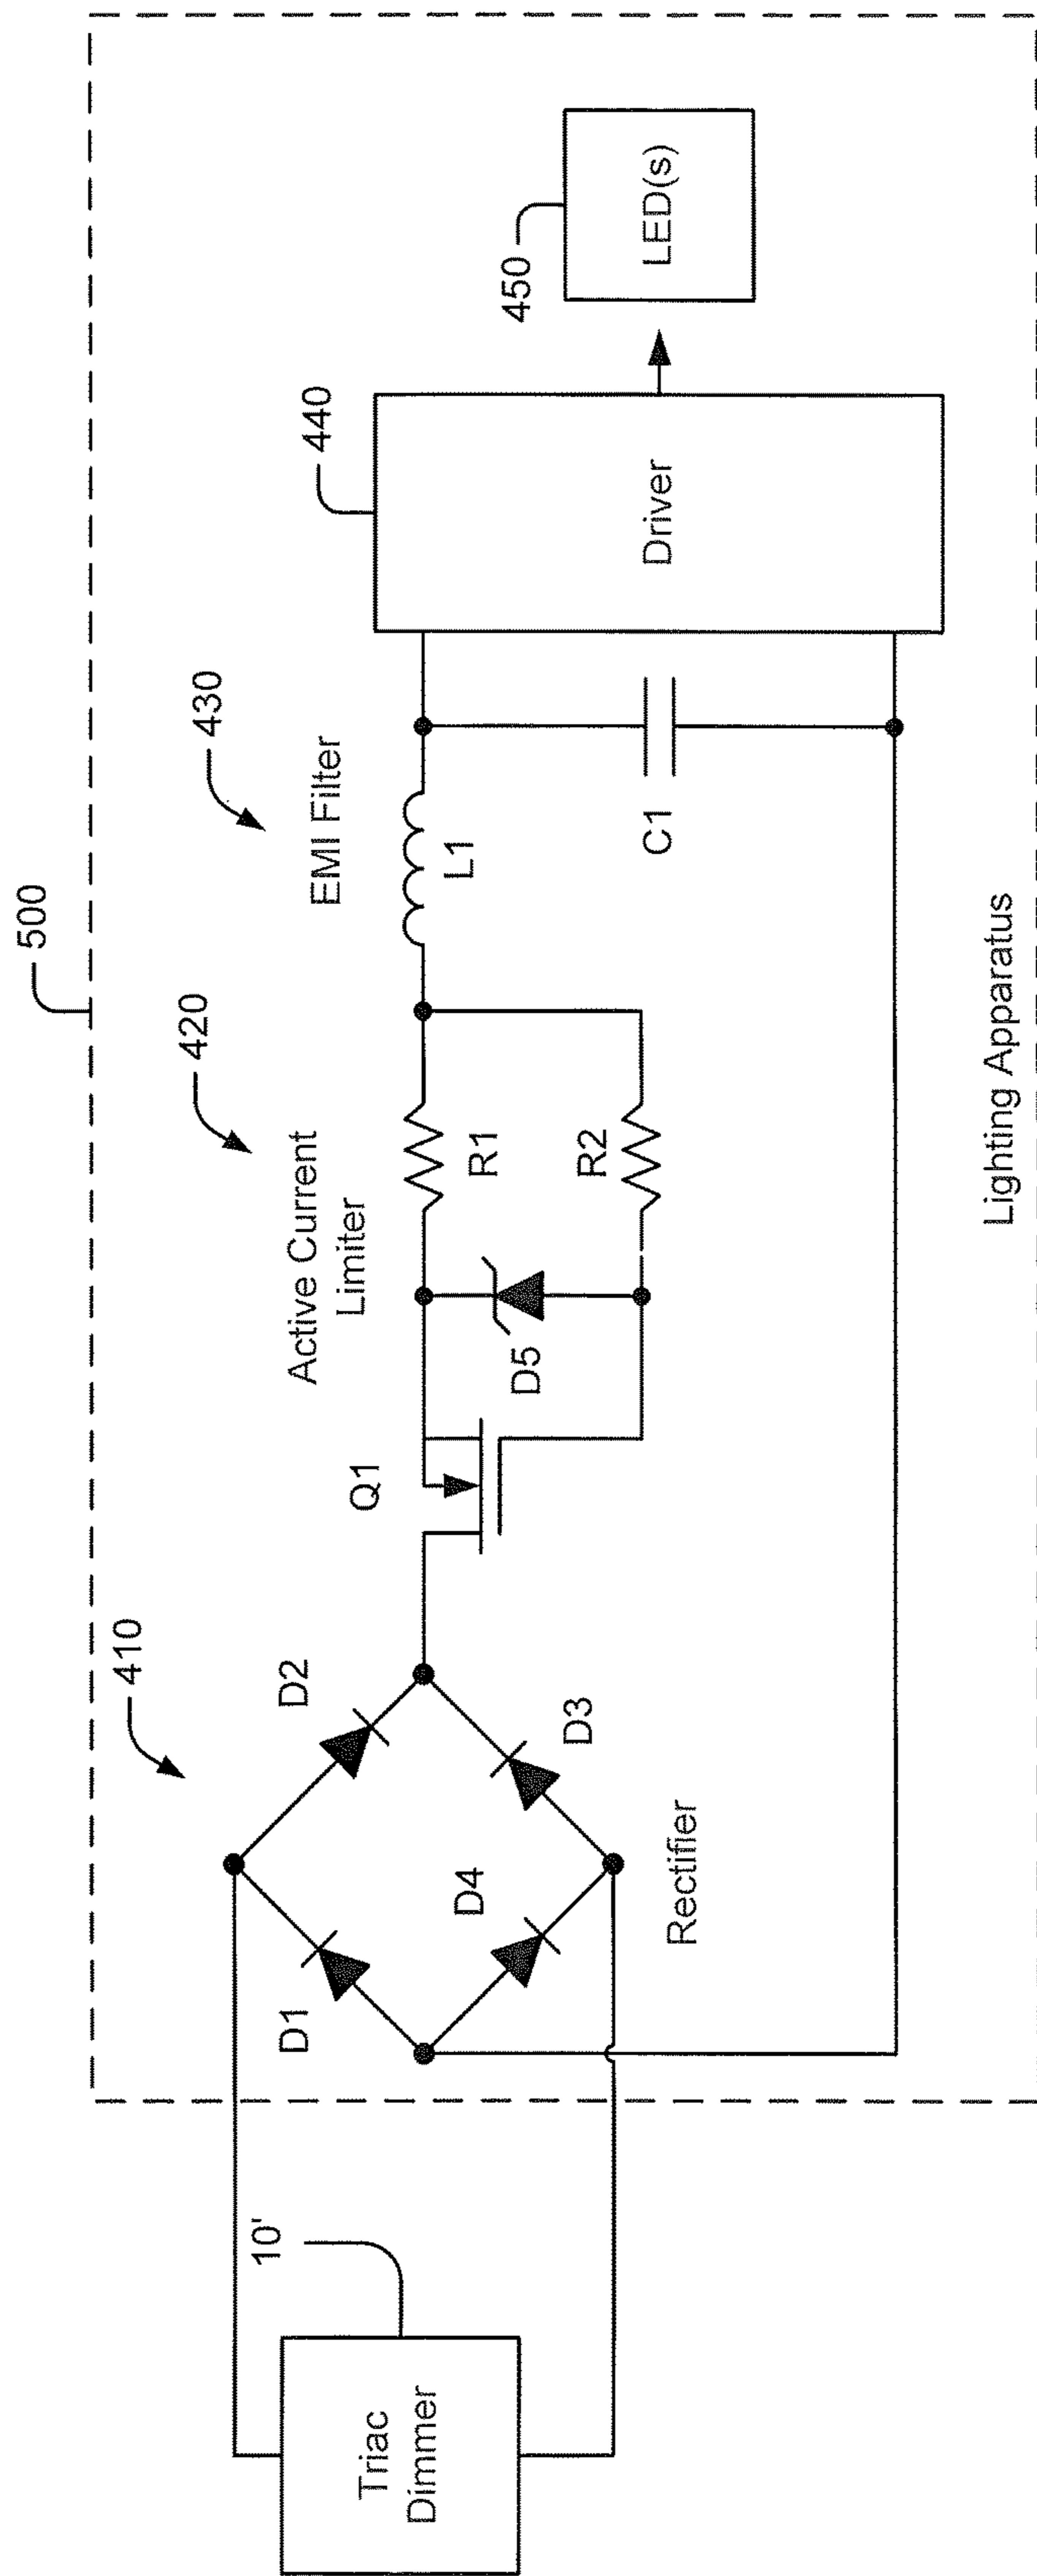 500
410
420
430
440
450
10'
Triac
Dimmer
D1
D2
D3
D4
Rectifier
Q1
Active Current
Limiter
D5
R1
R2
EMI Filter
L1
C1
Driver
LED(s)
Lighting Apparatus